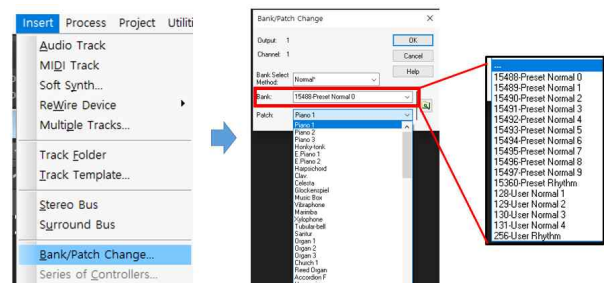 Insert Process Project Utiliti
Audio Track
MIDI Track
Soft Synth...
ReWire Device
Multiple Tracks...
Track Folder
Track Template...
Stereo Bus
Surround Bus
Bank/Patch Change...
Series of Controllers...
Bank/Patch Change
Output: 1
OK
Channel: 1
Cancel
Help
Bank Select Method:
Normal*
Bank:
15488-Preset Normal 0
Patch:
Piano 1
Piano 1
Piano 2
Piano 3
Honky-tonk
E.Piano 1
E.Piano 2
Harpsichord
Clav.
Celesta
Glockenspiel
Music Box
Vibraphone
Marimba
Xylophone
Tubular-bell
Santur
Organ 1
Organ 2
Organ 3
Church 1
Reed Organ
Accordion F
---
15488-Preset Normal 0
15489-Preset Normal 1
15490-Preset Normal 2
15491-Preset Normal 3
15492-Preset Normal 4
15493-Preset Normal 5
15494-Preset Normal 6
15495-Preset Normal 7
15496-Preset Normal 8
15497-Preset Normal 9
15360-Preset Rhythm
128-User Normal 1
129-User Normal 2
130-User Normal 3
131-User Normal 4
256-User Rhythm